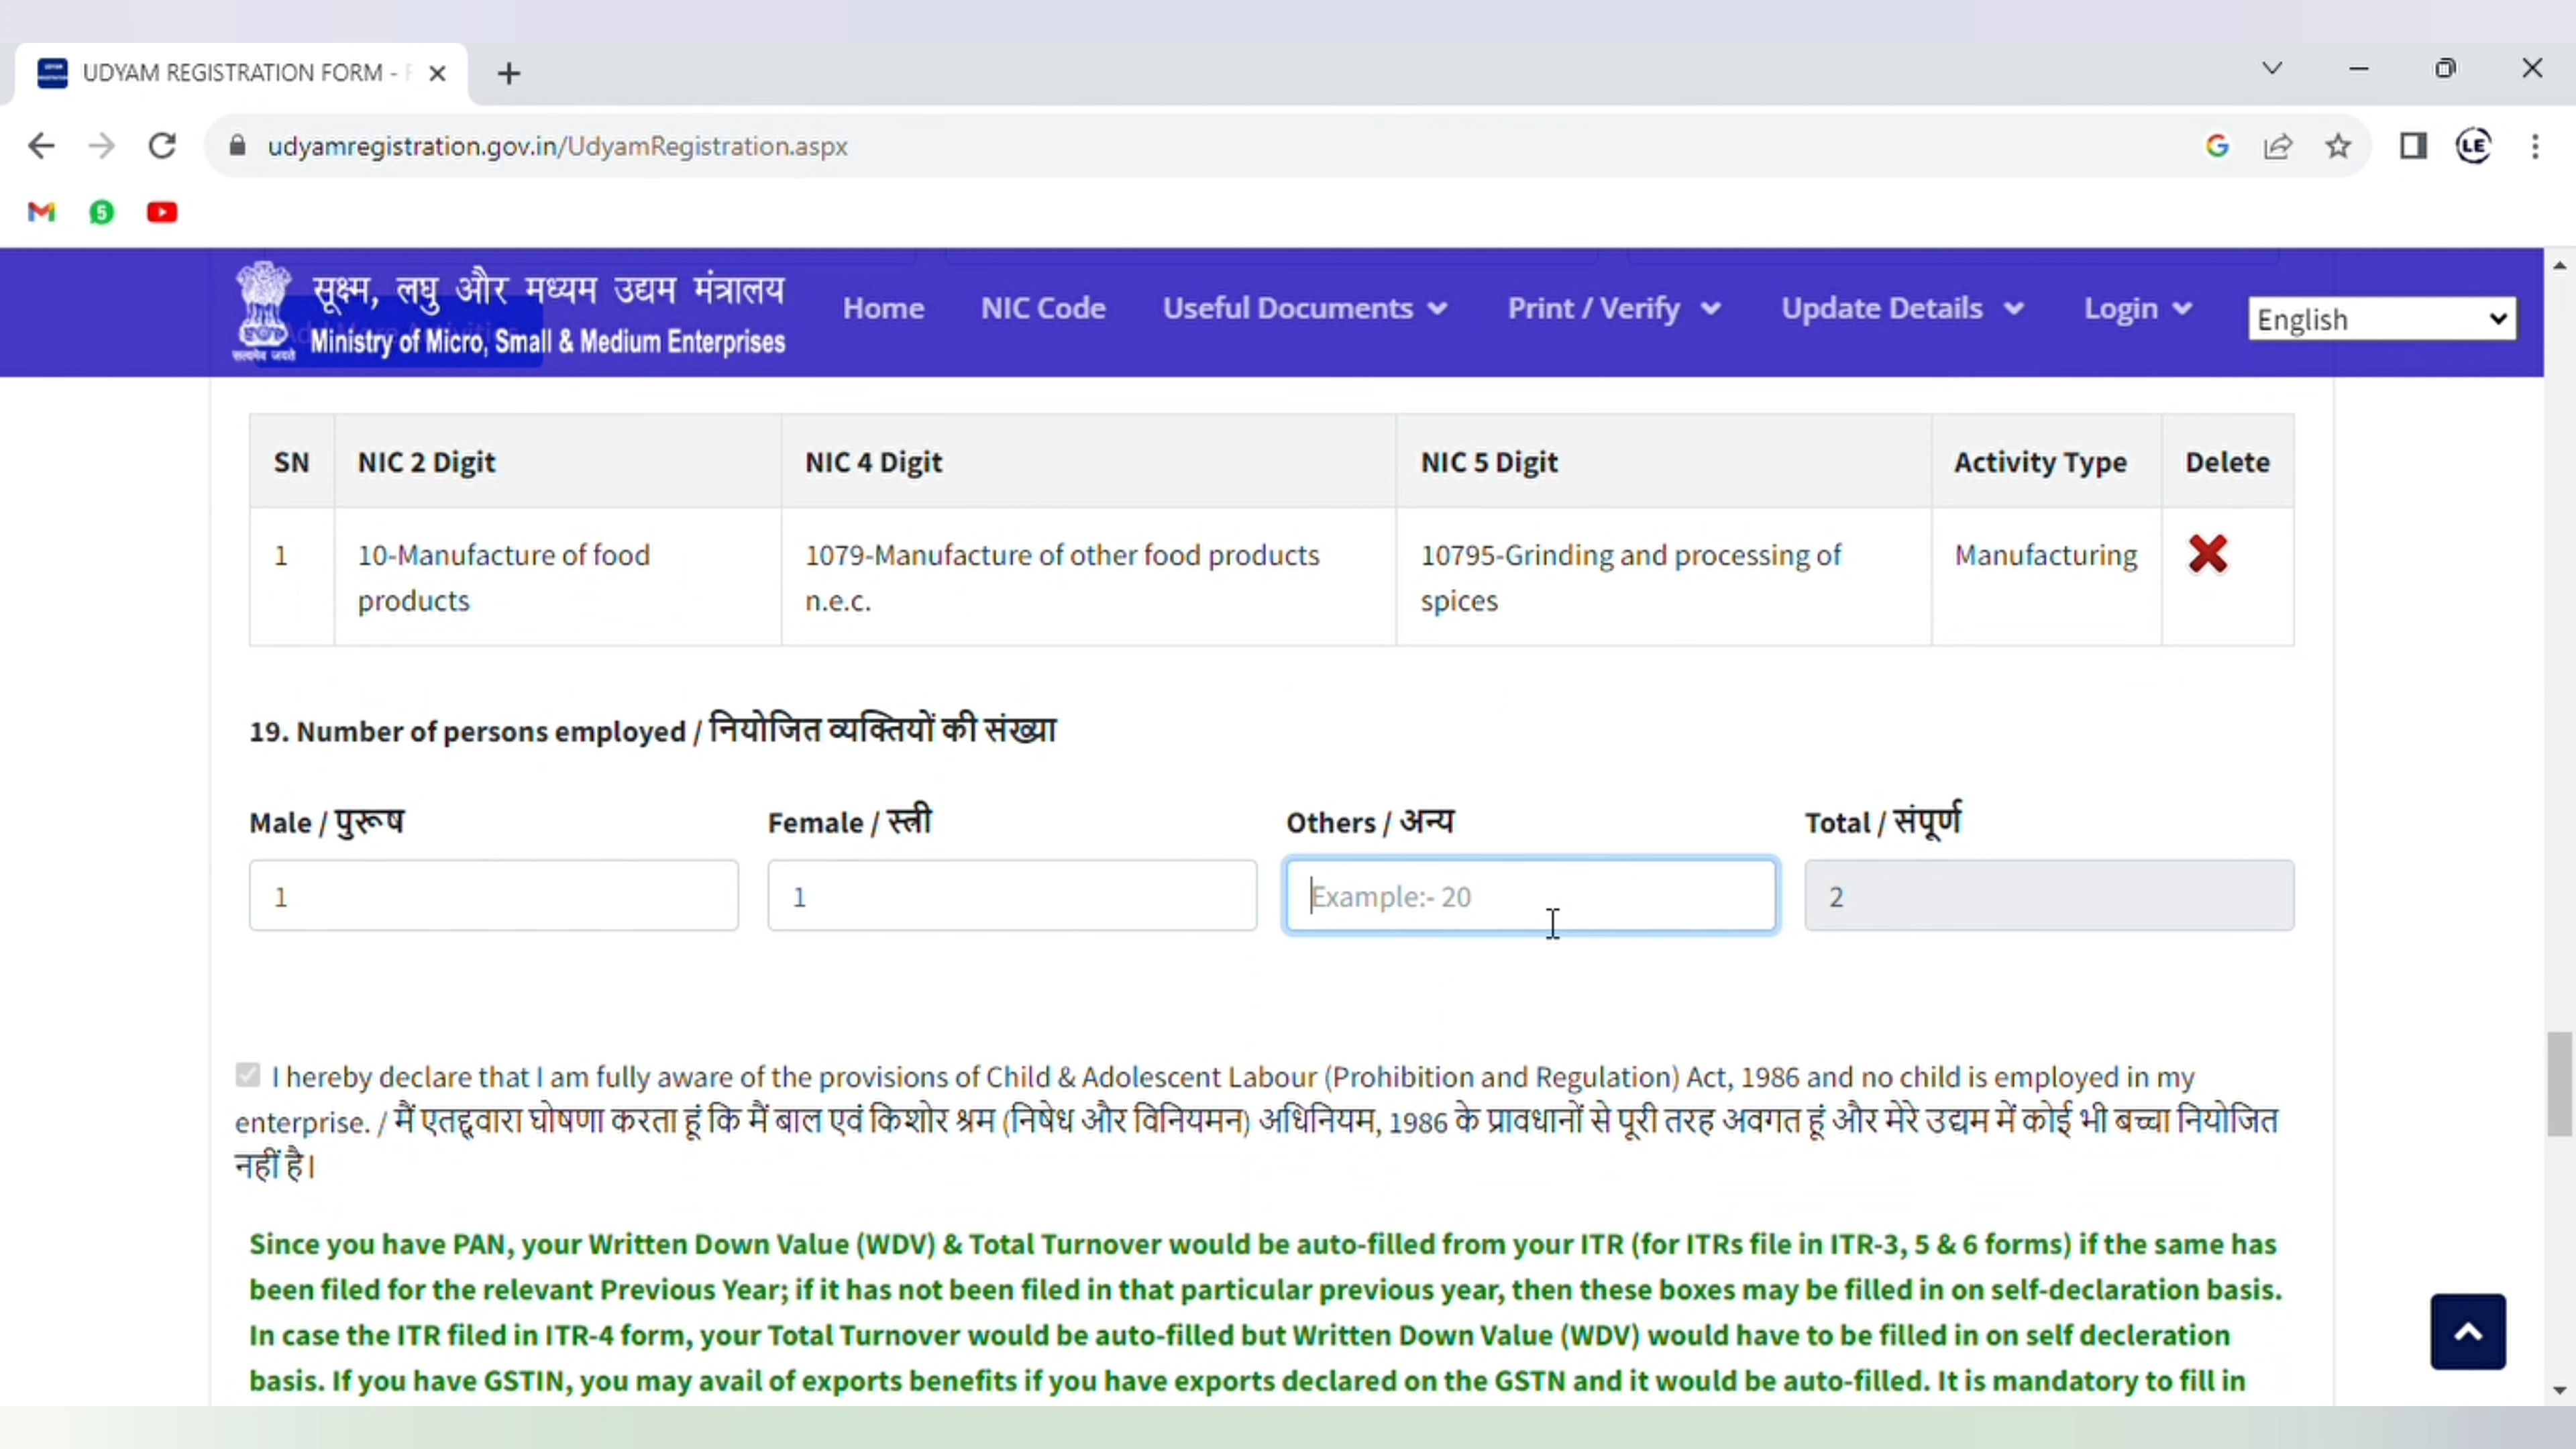 UDYAM REGISTRATION FORM -
udyamregistration.gov.in/UdyamRegistration.aspx
LE
5
सूक्ष्म, लघु और मध्यम उद्यम मंत्रालय
Ministry of Micro, Small & Medium Enterprises
सत्यमेव जयते
Home NIC Code Useful Documents Print / Verify Update Details Login English
SN NIC 2 Digit NIC 4 Digit NIC 5 Digit Activity Type Delete
1 10-Manufacture of food 1079-Manufacture of other food products 10795-Grinding and processing of Manufacturing
products n.e.c. spices
19. Number of persons employed / नियोजित व्यक्तियों की संख्या
Male / पुरूष Female / स्त्री Others / अन्य Total / संपूर्ण
1 1 Example:- 20 2
I hereby declare that I am fully aware of the provisions of Child & Adolescent Labour (Prohibition and Regulation) Act, 1986 and no child is employed in my
enterprise. / मैं एतद्द्वारा घोषणा करता हूं कि मैं बाल एवं किशोर श्रम (निषेध और विनियमन) अधिनियम, 1986 के प्रावधानों से पूरी तरह अवगत हूं और मेरे उद्यम में कोई भी बच्चा नियोजित
नहीं है।
Since you have PAN, your Written Down Value (WDV) & Total Turnover would be auto-filled from your ITR (for ITRs file in ITR-3, 5 & 6 forms) if the same has
been filed for the relevant Previous Year; if it has not been filed in that particular previous year, then these boxes may be filled in on self-declaration basis.
In case the ITR filed in ITR-4 form, your Total Turnover would be auto-filled but Written Down Value (WDV) would have to be filled in on self decleration
basis. If you have GSTIN, you may avail of exports benefits if you have exports declared on the GSTN and it would be auto-filled. It is mandatory to fill in